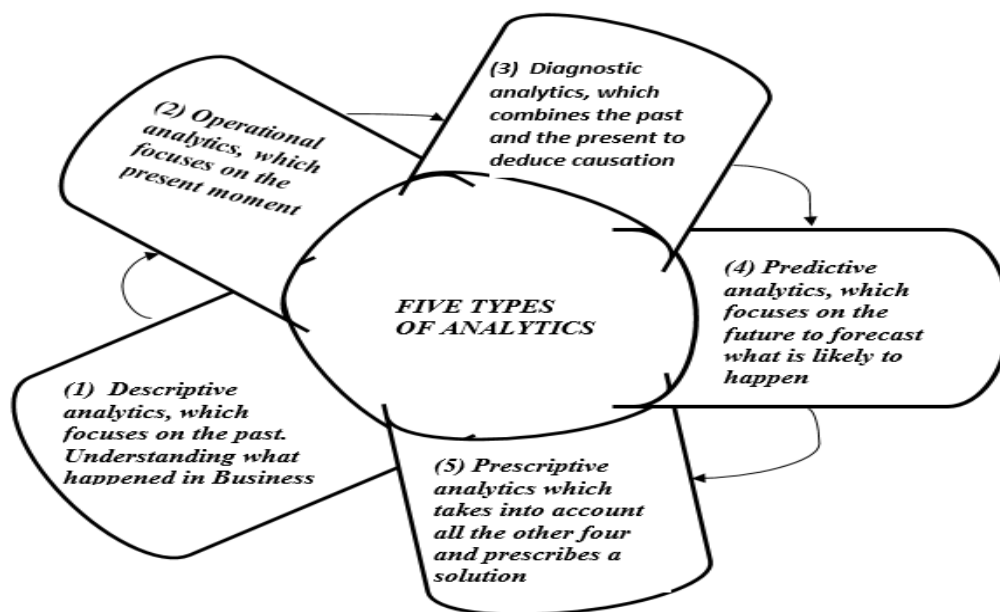 (1) Descriptive
analytics, which
focuses on the past.
Understanding what
happened in Business
(2) Operational
analytics, which
focuses on the
present moment
(3) Diagnostic
analytics, which
combines the past
and the present to
deduce causation
(4) Predictive
analytics, which
focuses on the
future to forecast
what is likely to
happen
(5) Prescriptive
analytics which
takes into account
all the other four
and prescribes a
solution
FIVE TYPES
OF ANALYTICS